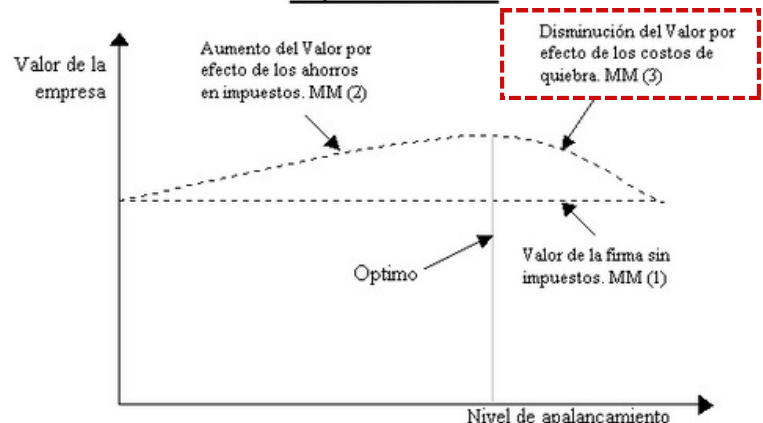 Valor de la
empresa
Aumento del Valor por
efecto de los ahorros
en impuestos. MM (2)
Disminución del Valor por
efecto de los costos de
quiebra. MM (3)
Optimo
Valor de la firma sin
impuestos. MM (1)
Nivel de apalancamiento